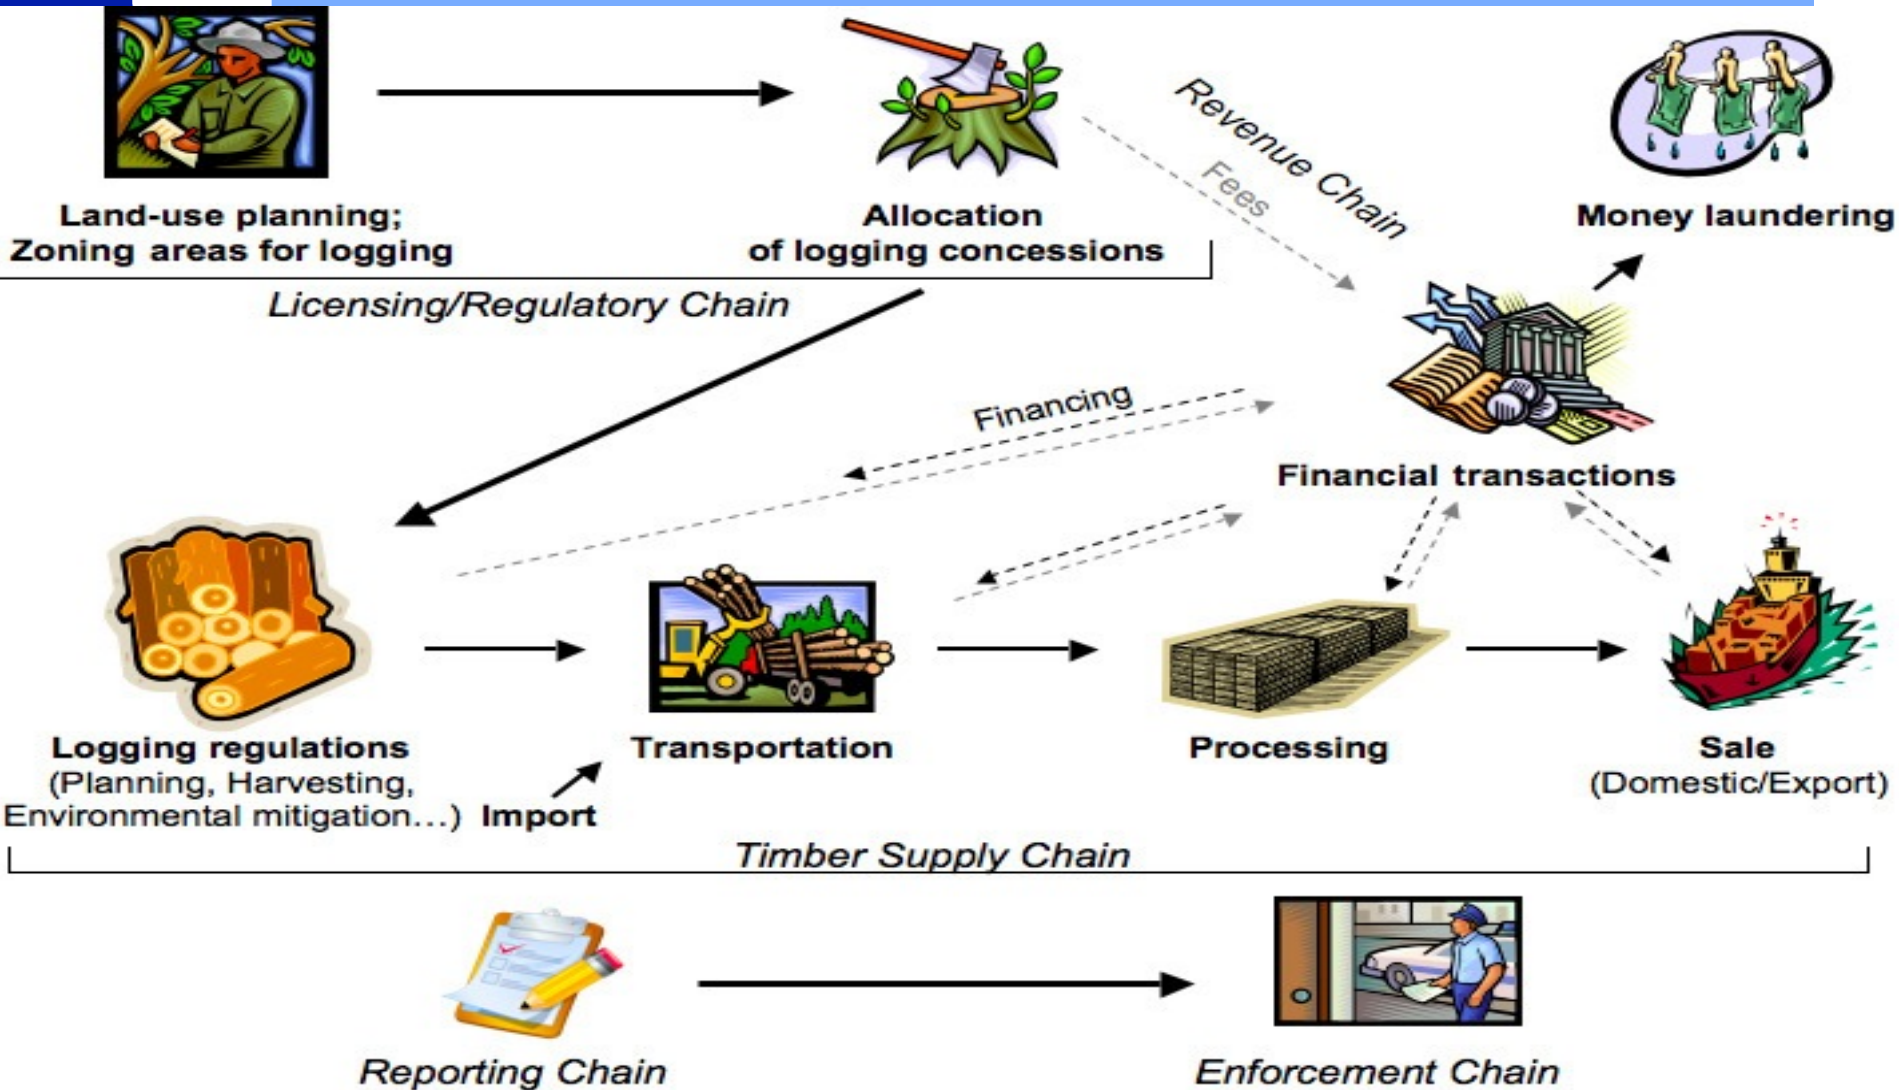 Land-use planning;
Zoning areas for logging
Allocation
of logging concessions
Revenue Chain
Fees
Money laundering
Licensing/Regulatory Chain
Financing
Financial transactions
Logging regulations
(Planning, Harvesting,
Environmental mitigation...)
Import
Transportation
Processing
Sale
(Domestic/Export)
Timber Supply Chain
Reporting Chain
Enforcement Chain